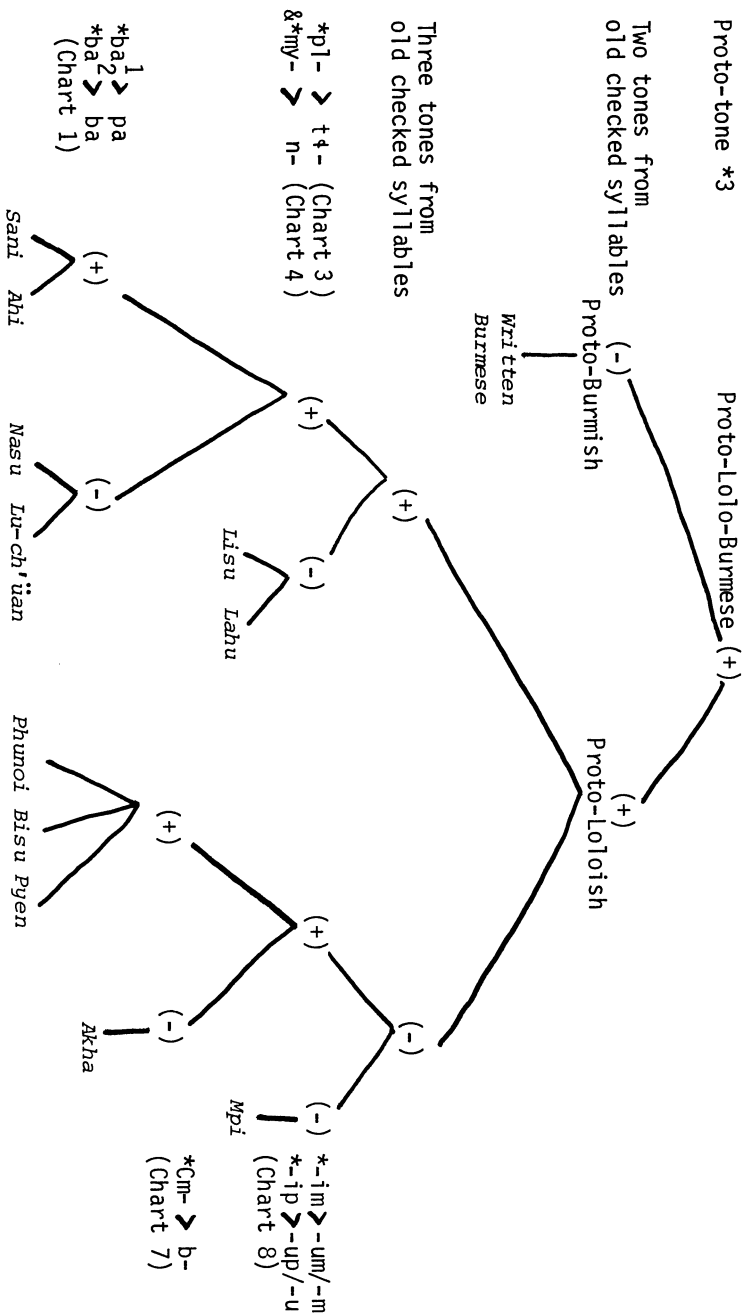 Proto-tone *3
Proto-Lolo-Burmese (+)
Two tones from
old checked syllables
(-)
Proto-Burmish
(+)
Proto-Loloish
Written
Burmese
Three tones from
old checked syllables
(+)
(-)
*pl- > tɬ- (Chart 3)
&*my- > n- (Chart 4)
(+)
(-)
(+)
(-)
*-im > -um/-m
*-ip > -up/-u
(Chart 8)
Lisu Lahu
Mpi
*ba¹ > pa
*ba² > ba
(Chart 1)
(+)
(-)
(+)
(-)
*Cm- > b-
(Chart 7)
Akha
Sani Ahi
Nasu Lu-ch'üan
Phunoi Bisu Pyen